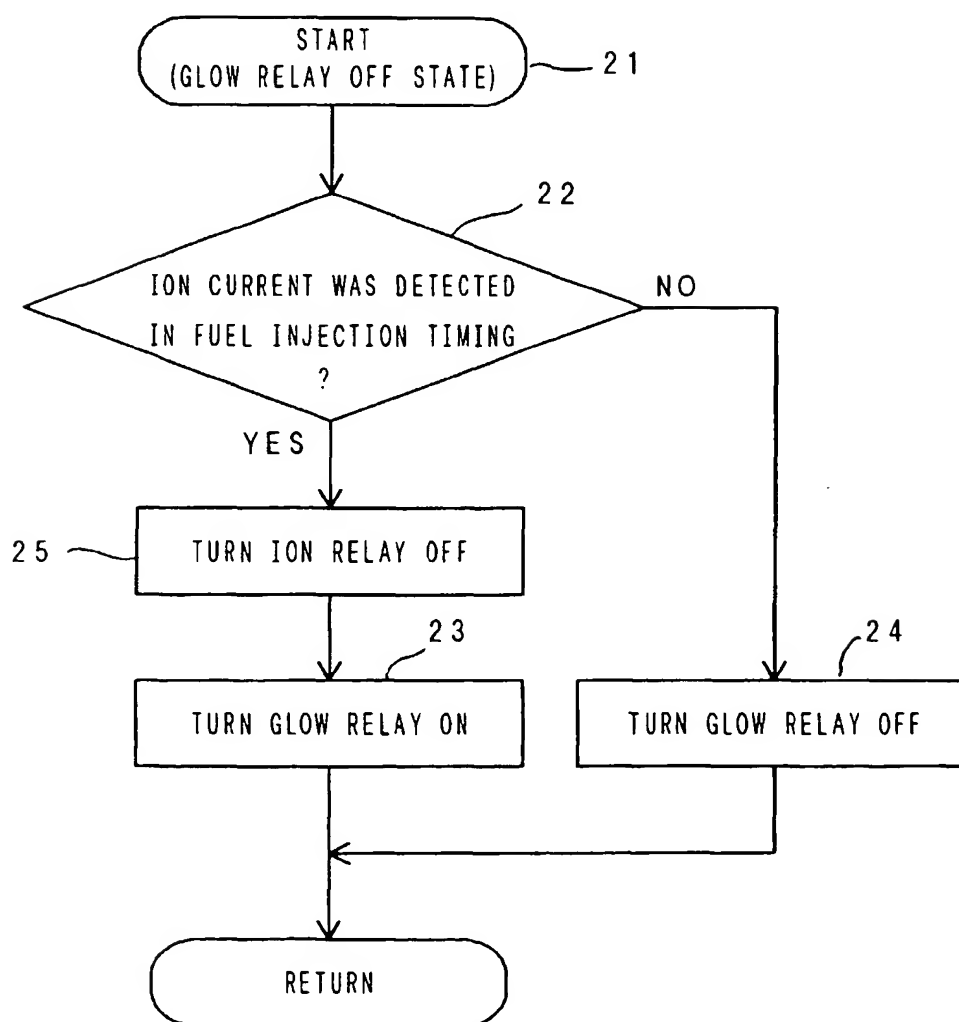 START
(GLOW RELAY OFF STATE)
21
22
ION CURRENT WAS DETECTED
IN FUEL INJECTION TIMING
?
NO
YES
25
TURN ION RELAY OFF
23
TURN GLOW RELAY ON
24
TURN GLOW RELAY OFF
RETURN